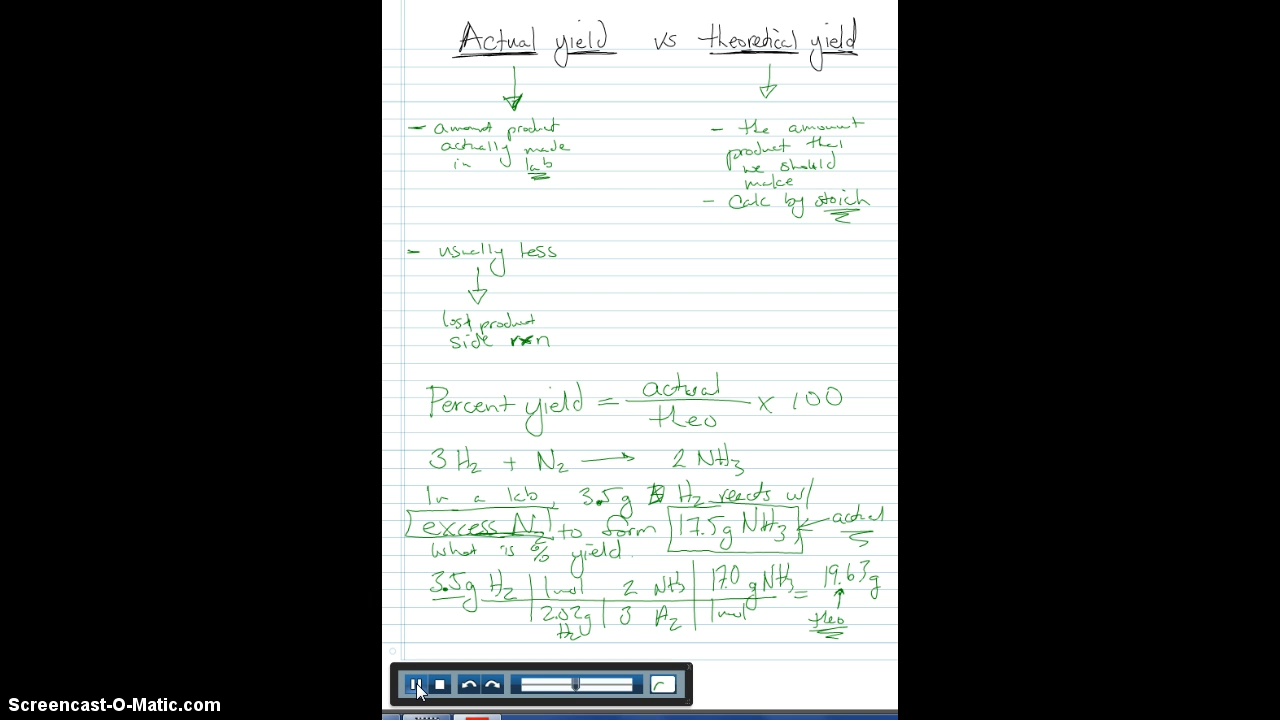 Actual yield vs theoretical yield
- amount product
actually made
in lab
- the amount
product that
we should
make
- Calc by stoich
- usually less
lost product
side rxn
Percent yield = actual / theo x 100
3 H2 + N2 → 2 NH3
In a lab, 3.5g H2 reacts w/
excess N2 to form 17.5g NH3 ← actual
What is % yield.
3.5g H2 | 1 mol 2 NH3 | 17.0 g NH3 = 19.63g
2.02g H2 | 3 H2 | 1 mol
theo
Screencast-O-Matic.com